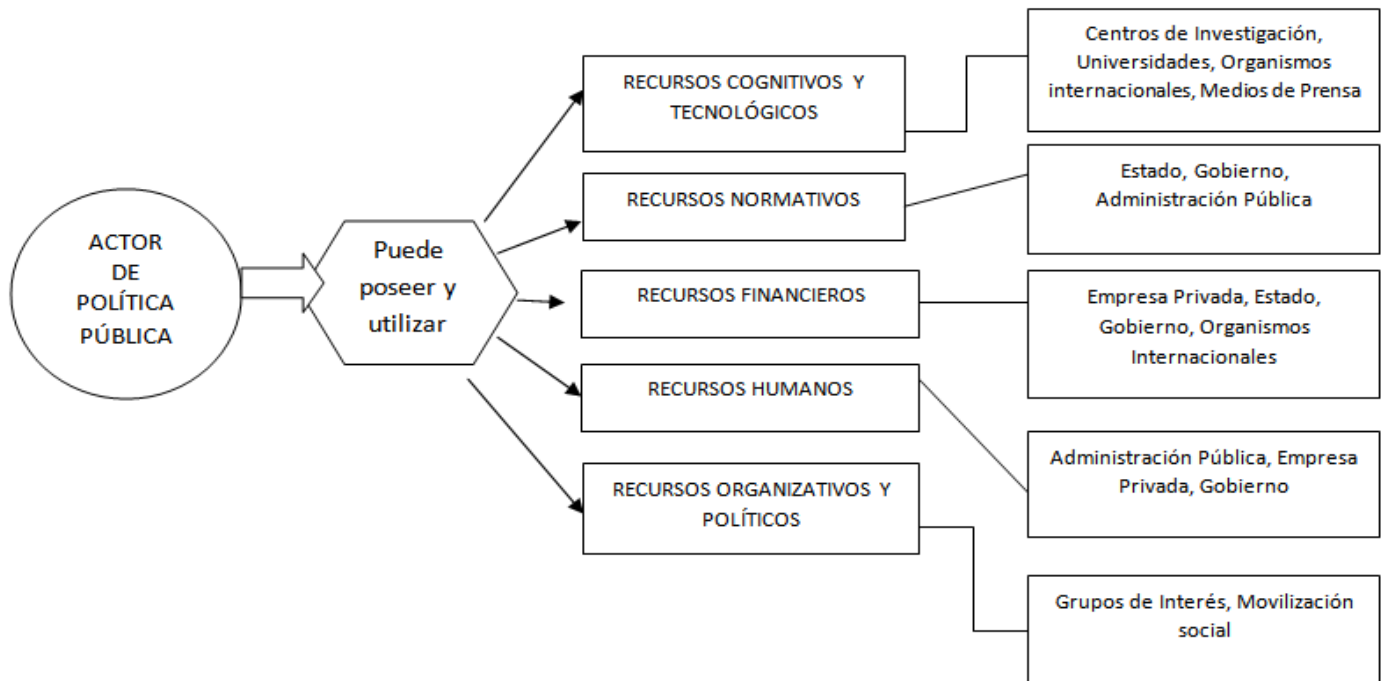 ACTOR
DE
POLÍTICA
PÚBLICA
Puede
poseer y
utilizar
RECURSOS COGNITIVOS Y
TECNOLÓGICOS
Centros de Investigación,
Universidades, Organismos
internacionales, Medios de Prensa
RECURSOS NORMATIVOS
Estado, Gobierno,
Administración Pública
RECURSOS FINANCIEROS
Empresa Privada, Estado,
Gobierno, Organismos
Internacionales
RECURSOS HUMANOS
Administración Pública, Empresa
Privada, Gobierno
RECURSOS ORGANIZATIVOS Y
POLÍTICOS
Grupos de Interés, Movilización
social